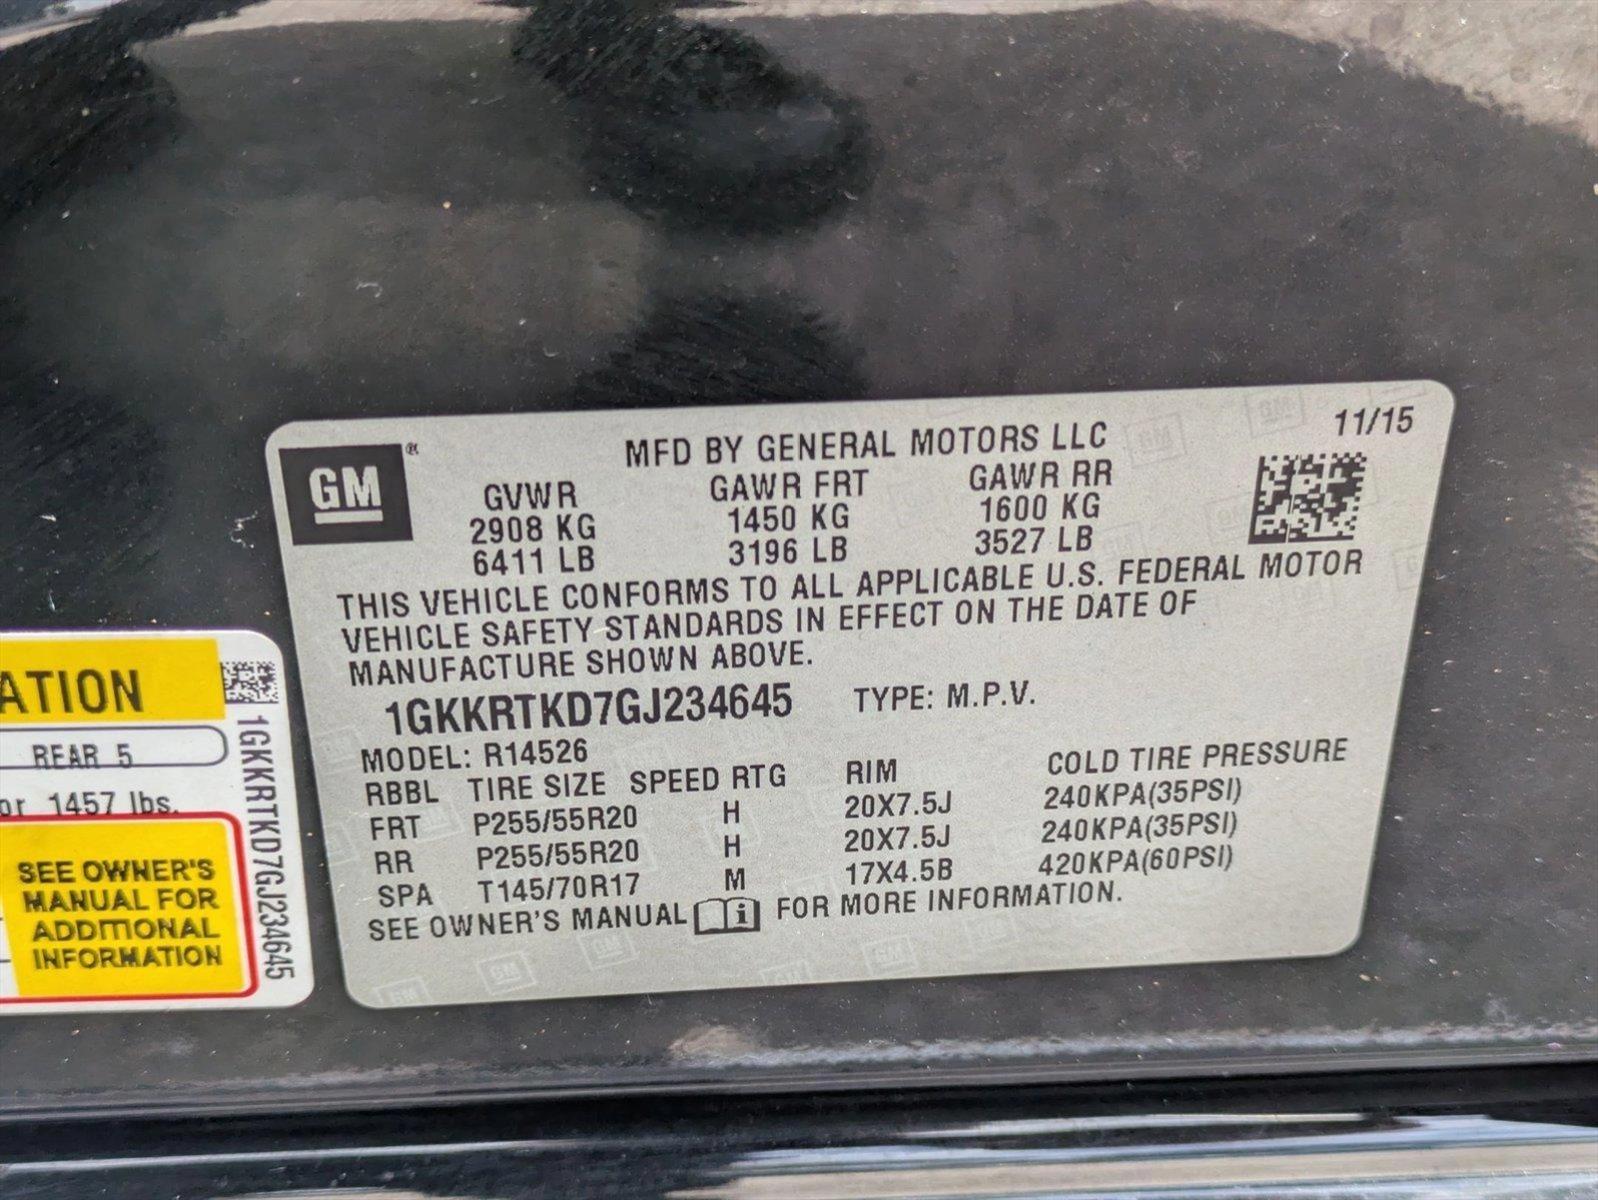 GM ®
MFD BY GENERAL MOTORS LLC
11/15
GVWR GAWR FRT GAWR RR
2908 KG 1450 KG 1600 KG
6411 LB 3196 LB 3527 LB
THIS VEHICLE CONFORMS TO ALL APPLICABLE U.S. FEDERAL MOTOR
VEHICLE SAFETY STANDARDS IN EFFECT ON THE DATE OF
MANUFACTURE SHOWN ABOVE.
1GKKRTKD7GJ234645 TYPE: M.P.V.
MODEL: R14526
RBBL TIRE SIZE SPEED RTG RIM COLD TIRE PRESSURE
FRT P255/55R20 H 20X7.5J 240KPA(35PSI)
RR P255/55R20 H 20X7.5J 240KPA(35PSI)
SPA T145/70R17 M 17X4.5B 420KPA(60PSI)
SEE OWNER'S MANUAL i FOR MORE INFORMATION.
ATION
REAR 5
or 1457 lbs.
SEE OWNER'S
MANUAL FOR
ADDITIONAL
INFORMATION
1GKKRTKD7GJ234645